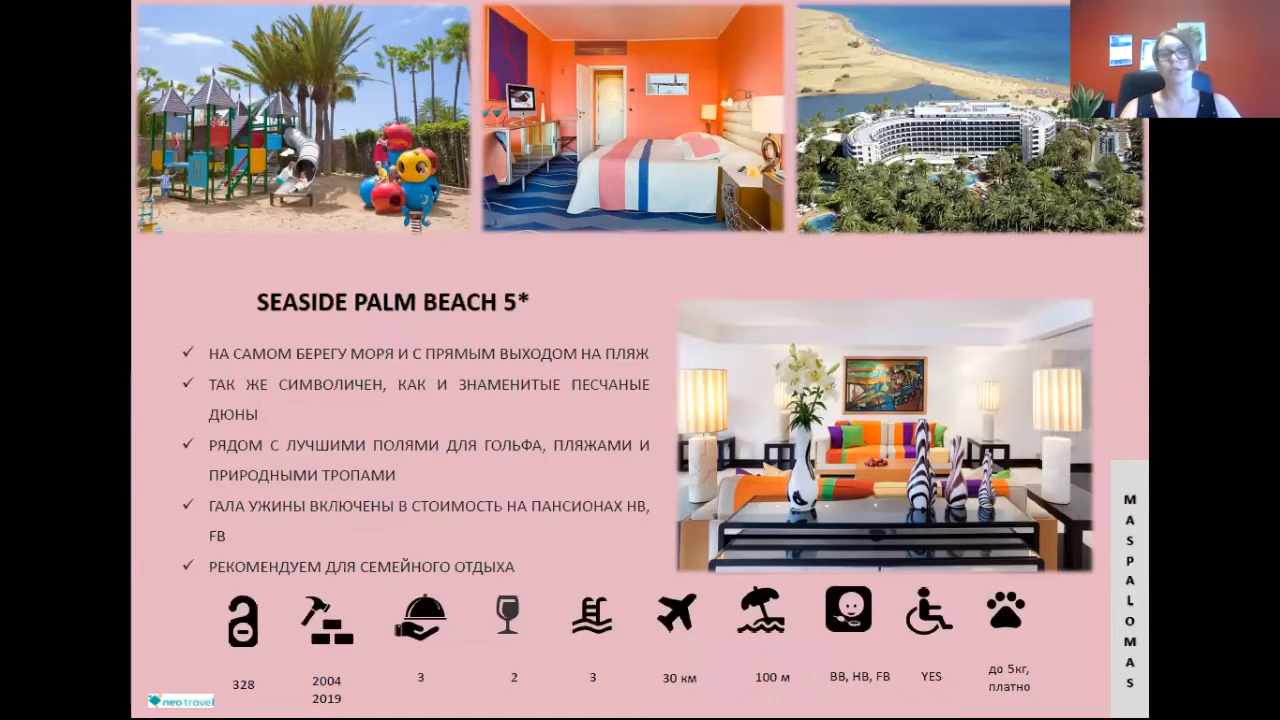 SEASIDE PALM BEACH 5*
✓ НА САМОМ БЕРЕГУ МОРЯ И С ПРЯМЫМ ВЫХОДОМ НА ПЛЯЖ
✓ ТАК ЖЕ СИМВОЛИЧЕН, КАК И ЗНАМЕНИТЫЕ ПЕСЧАНЫЕ
ДЮНЫ
✓ РЯДОМ С ЛУЧШИМИ ПОЛЯМИ ДЛЯ ГОЛЬФА, ПЛЯЖАМИ И
ПРИРОДНЫМИ ТРОПАМИ
✓ ГАЛА УЖИНЫ ВКЛЮЧЕНЫ В СТОИМОСТЬ НА ПАНСИОНАХ HB,
FB
✓ РЕКОМЕНДУЕМ ДЛЯ СЕМЕЙНОГО ОТДЫХА
328
2004
2019
3
2
3
30 км
100 м
BB, HB, FB
YES
до 5кг,
платно
MASPALOMAS
neo travel